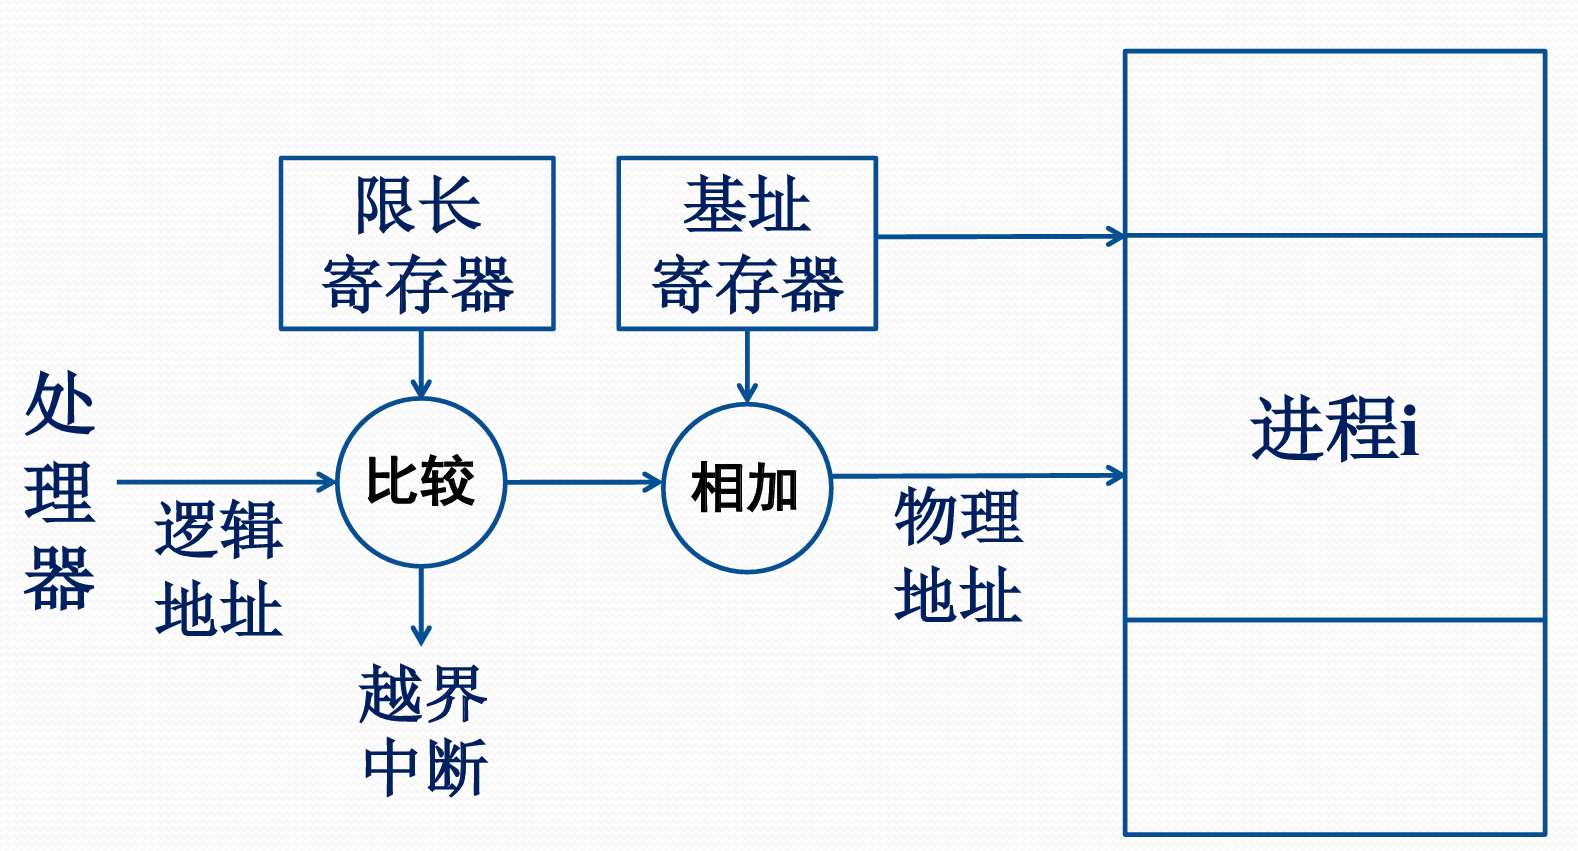 限长
寄存器
基址
寄存器
处
理
器
逻辑
地址
比较
相加
物理
地址
进程i
越界
中断